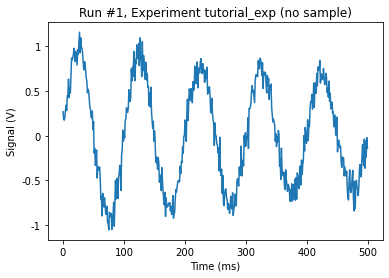 Run #1, Experiment tutorial_exp (no sample)
Signal (V)
1
0.5
0
-0.5
-1
0 100 200 300 400 500
Time (ms)